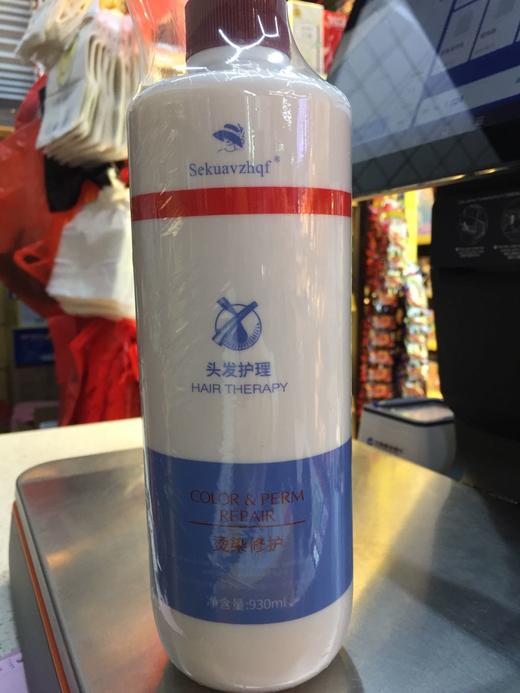 Sekuavzhqf®
头发护理
HAIR THERAPY
COLOR & PERM
REPAIR
烫染修护
净含量:930ml